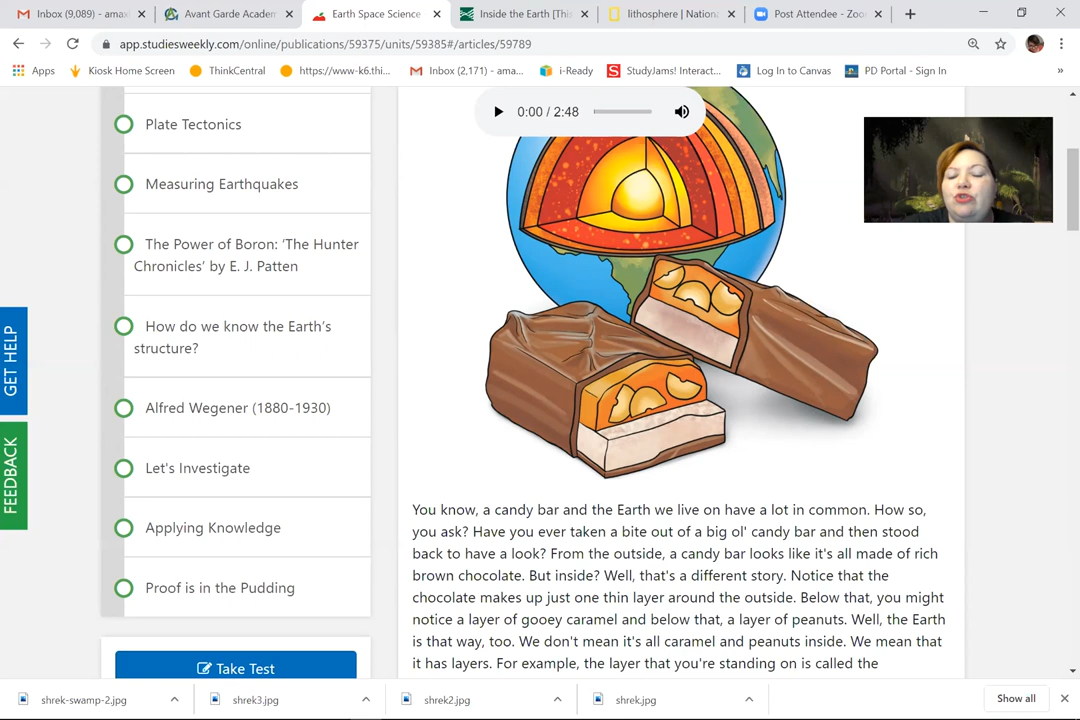 Inbox (9,089) - amax
Avant Garde Academ
Earth Space Science
Inside the Earth [This
lithosphere | Nationa
Post Attendee - Zoo
app.studiesweekly.com/online/publications/59375/units/59385#/articles/59789
Apps
Kiosk Home Screen
ThinkCentral
https://www-k6.thi...
Inbox (2,171) - ama...
i-Ready
StudyJams! Interact...
Log In to Canvas
PD Portal - Sign In
»
Plate Tectonics
Measuring Earthquakes
The Power of Boron: ‘The Hunter
Chronicles’ by E. J. Patten
How do we know the Earth’s
structure?
Alfred Wegener (1880-1930)
Let's Investigate
Applying Knowledge
Proof is in the Pudding
Take Test
GET HELP
FEEDBACK
0:00 / 2:48
You know, a candy bar and the Earth we live on have a lot in common. How so,
you ask? Have you ever taken a bite out of a big ol' candy bar and then stood
back to have a look? From the outside, a candy bar looks like it's all made of rich
brown chocolate. But inside? Well, that's a different story. Notice that the
chocolate makes up just one thin layer around the outside. Below that, you might
notice a layer of gooey caramel and below that, a layer of peanuts. Well, the Earth
is that way, too. We don't mean it's all caramel and peanuts inside. We mean that
it has layers. For example, the layer that you're standing on is called the
shrek-swamp-2.jpg
shrek3.jpg
shrek2.jpg
shrek.jpg
Show all